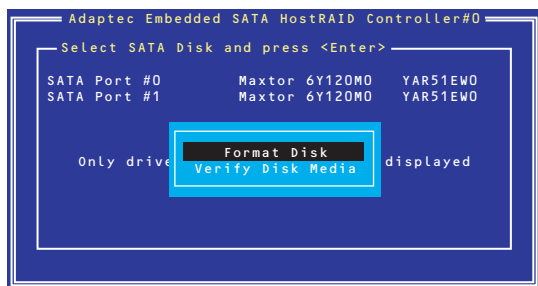 Adaptec Embedded SATA HostRAID Controller#0
Select SATA Disk and press <Enter>
SATA Port #0 Maxtor 6Y120M0 YAR51EW0
SATA Port #1 Maxtor 6Y120M0 YAR51EW0
Format Disk
Only drive displayed
Verify Disk Media